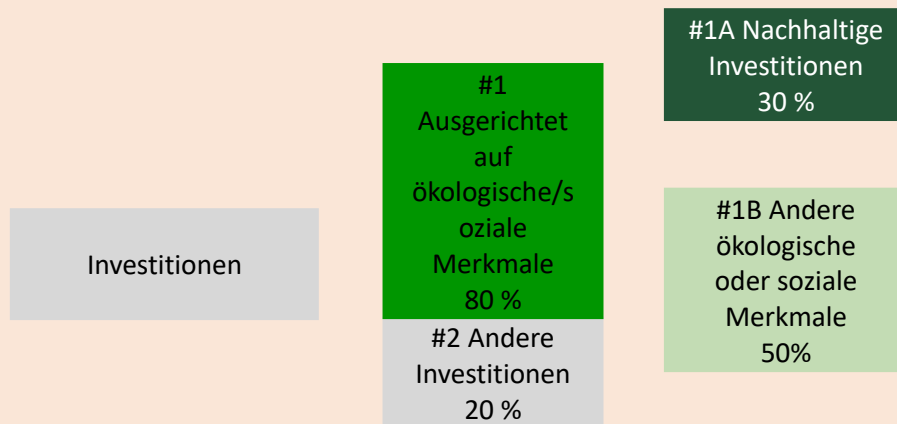 Investitionen
#1
Ausgerichtet
auf
ökologische/s
oziale
Merkmale
80 %
#2 Andere
Investitionen
20 %
#1A Nachhaltige
Investitionen
30 %
#1B Andere
ökologische
oder soziale
Merkmale
50%